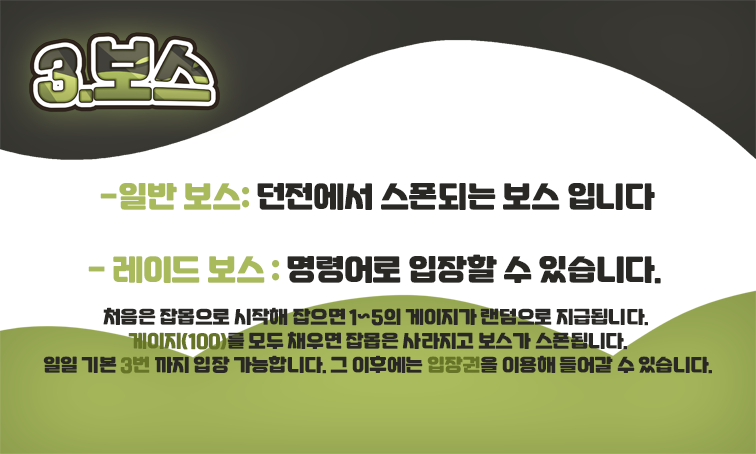 3.보스
-일반 보스: 던전에서 스폰되는 보스 입니다
- 레이드 보스 : 명령어로 입장할 수 있습니다.
처음은 잡몹으로 시작해 잡으면 1~5의 게이지가 랜덤으로 지급됩니다.
게이지(100)를 모두 채우면 잡몹은 사라지고 보스가 스폰됩니다.
일일 기본 3번 까지 입장 가능합니다. 그 이후에는 입장권을 이용해 들어갈 수 있습니다.